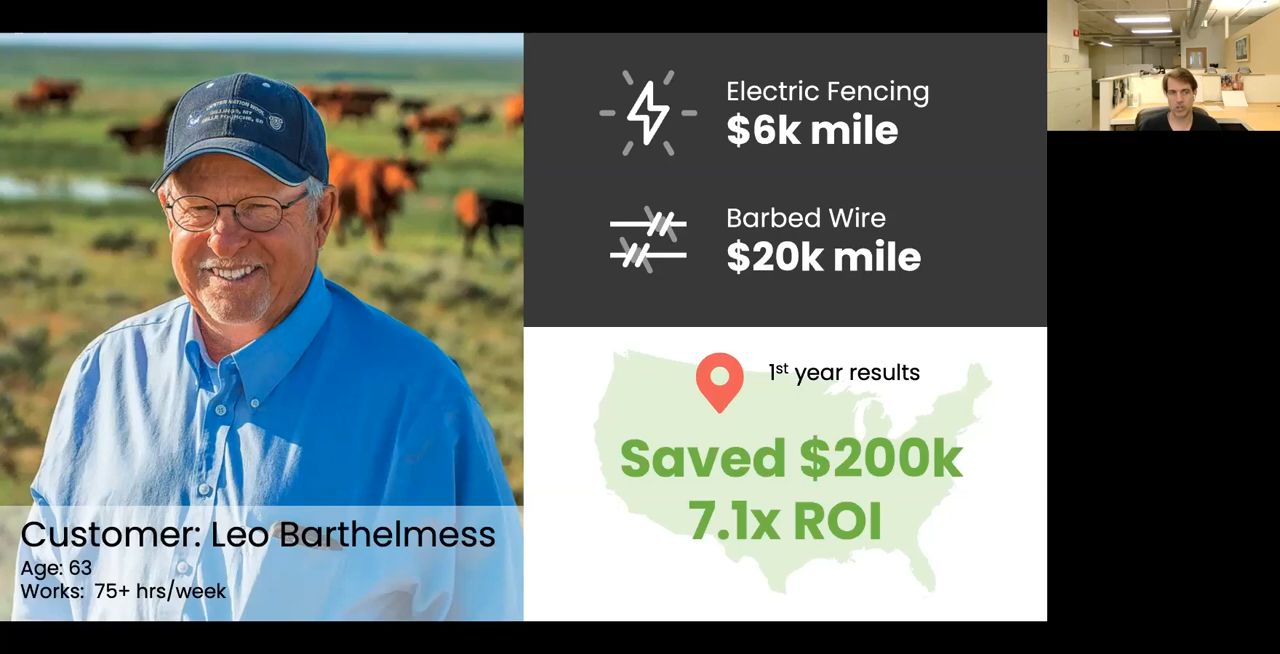 Customer: Leo Barthelmess
Age: 63
Works: 75+ hrs/week
Electric Fencing
$6k mile
Barbed Wire
$20k mile
1st year results
Saved $200k
7.1x ROI